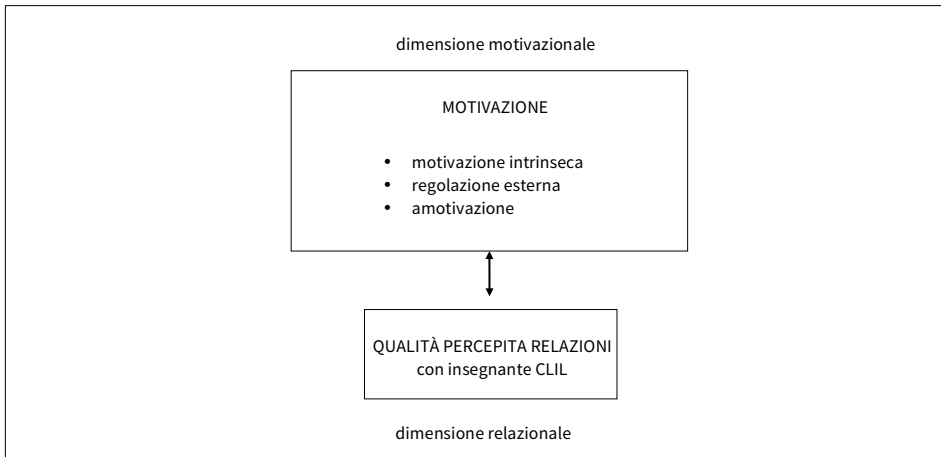 dimensione motivazionale
MOTIVAZIONE
• motivazione intrinseca
• regolazione esterna
• amotivazione
QUALITÀ PERCEPITA RELAZIONI
con insegnante CLIL
dimensione relazionale